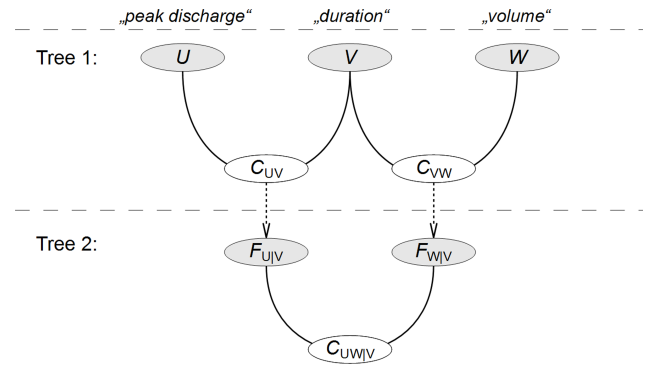 „peak discharge“ „duration“ „volume“
Tree 1: U V W
C_UV C_VW
Tree 2: F_U|V F_W|V
C_UW|V